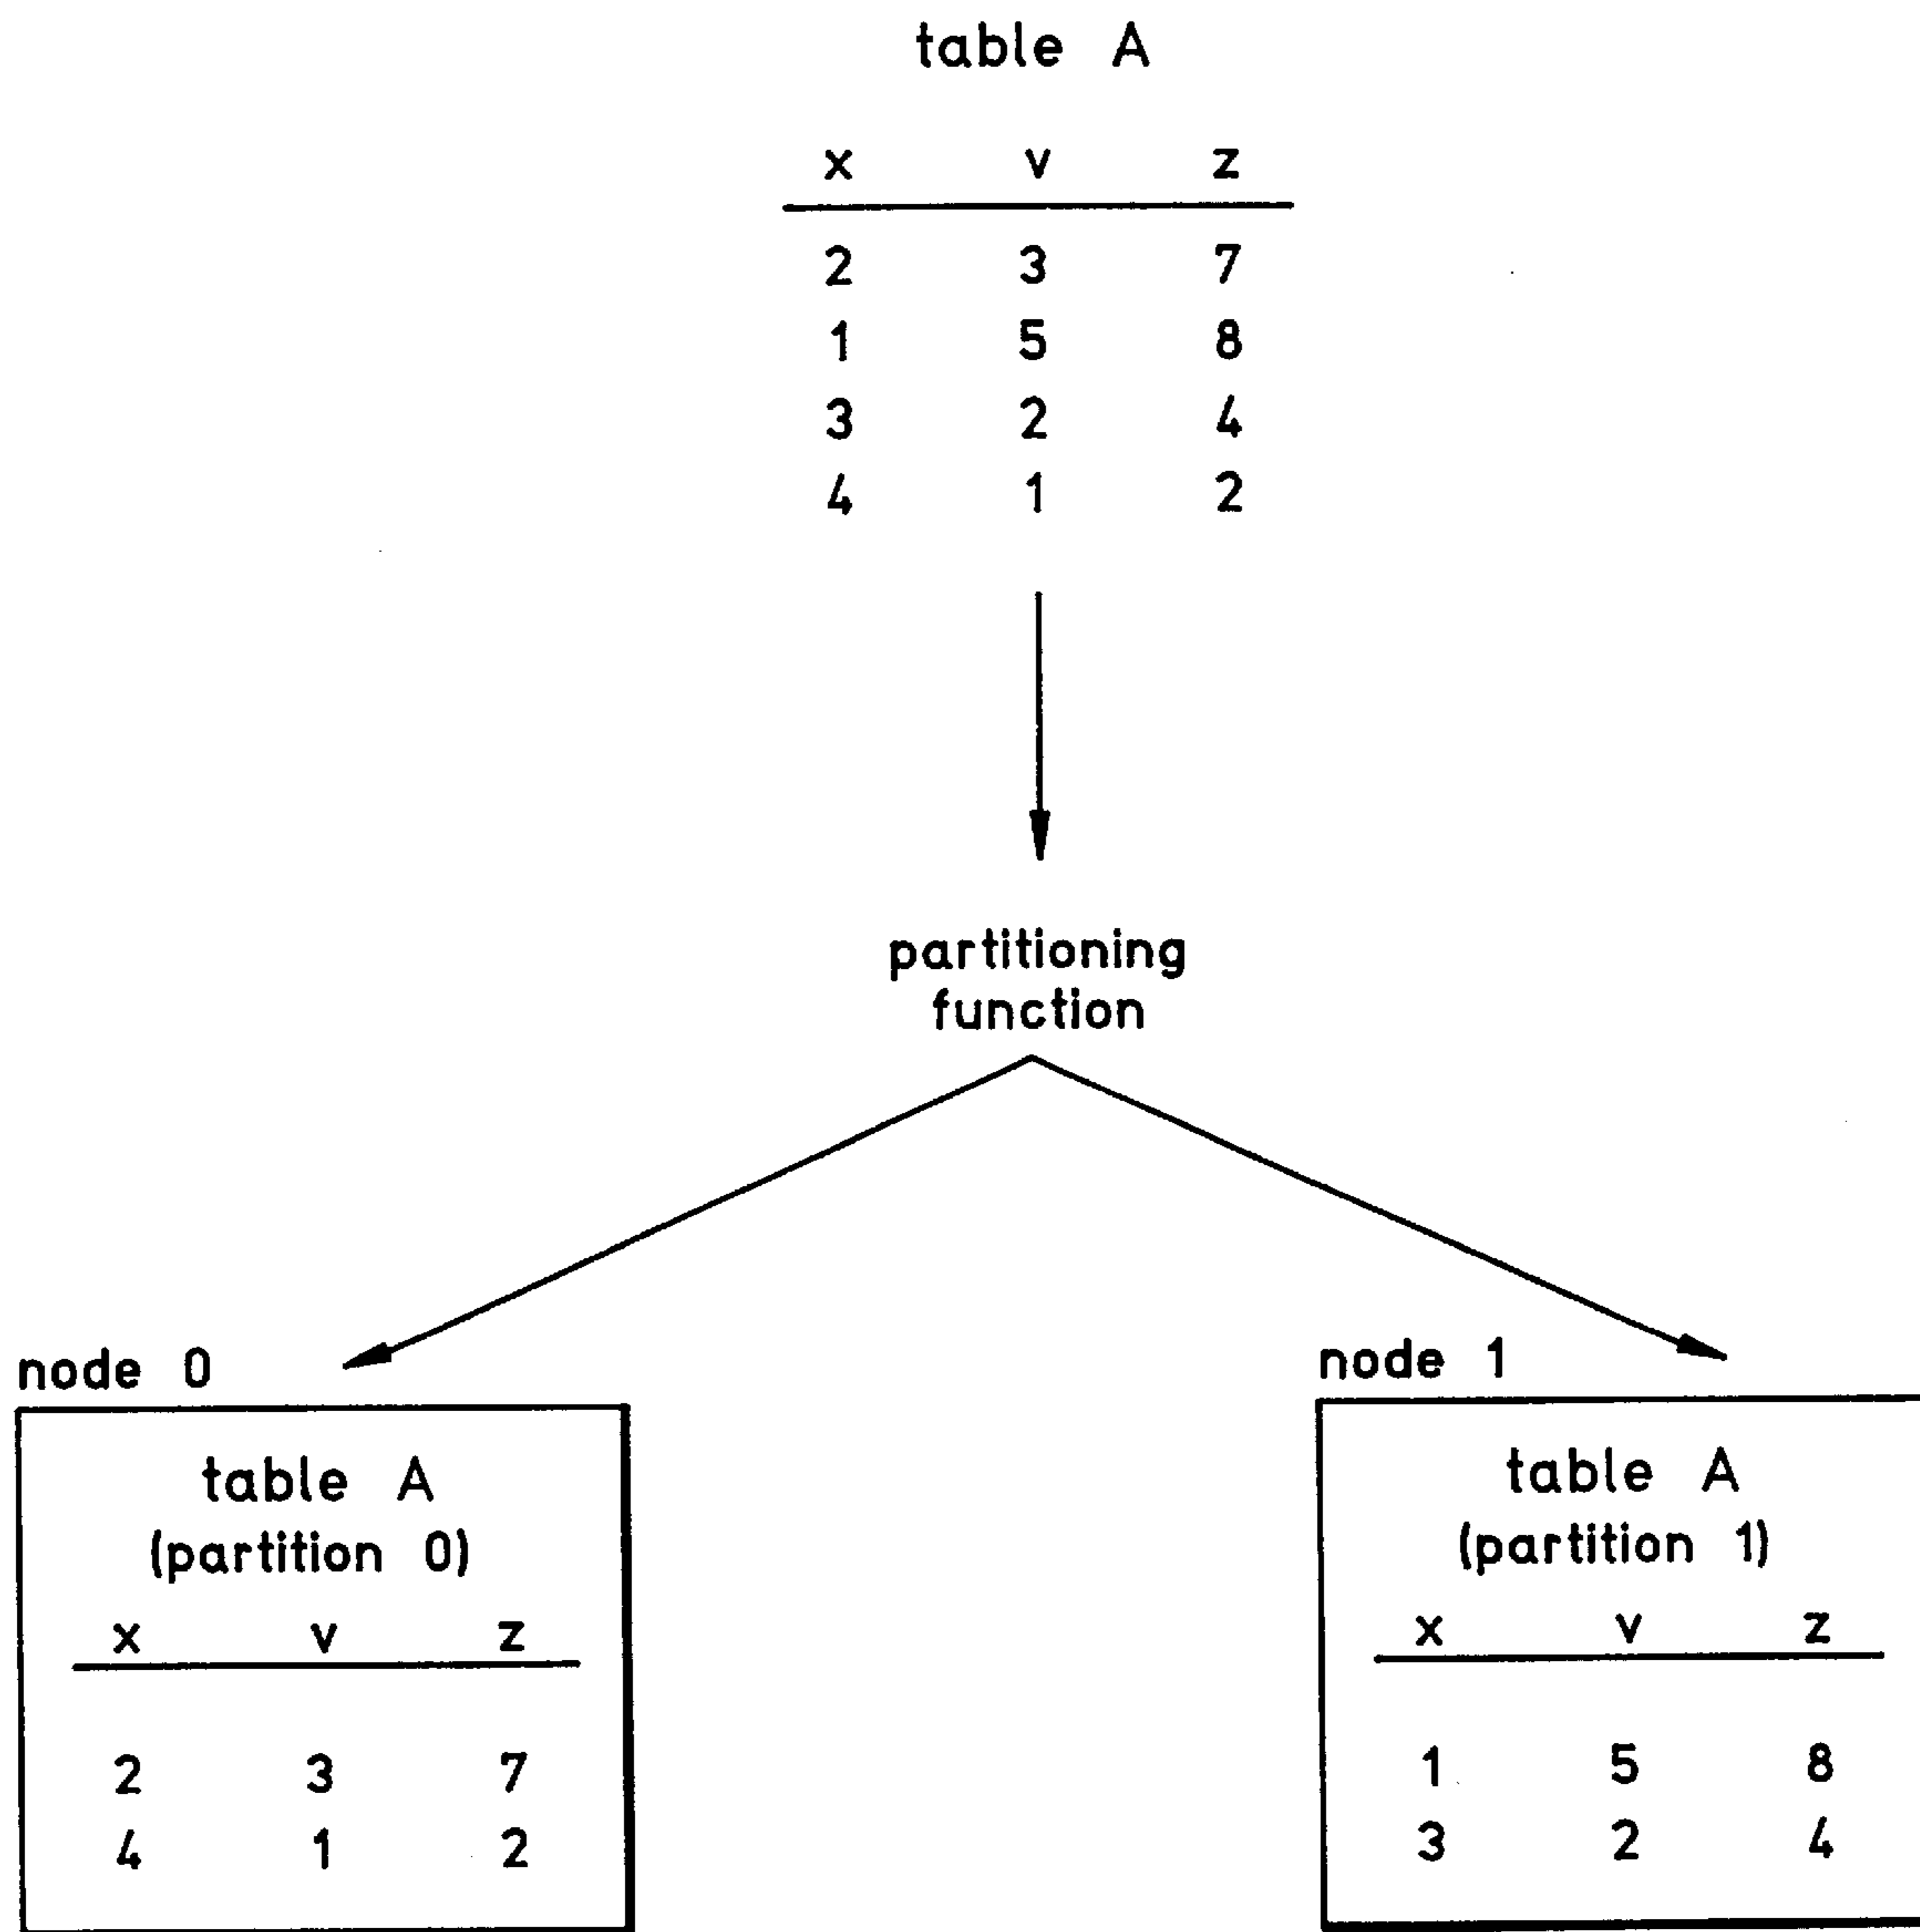 table A
x v z
2 3 7
1 5 8
3 2 4
4 1 2
partitioning
function
node 0
table A
(partition 0)
x v z
2 3 7
4 1 2
node 1
table A
(partition 1)
x v z
1 5 8
3 2 4